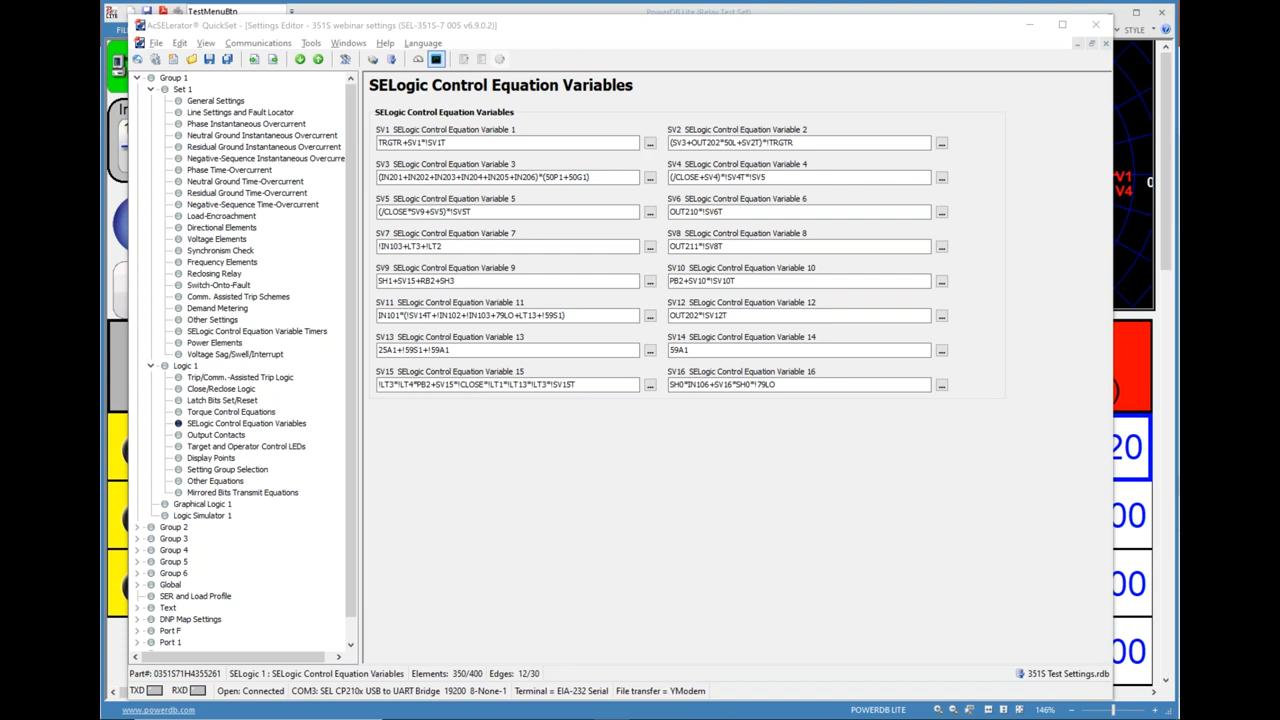 TestMenuBtn
PowerDB Lite (Relay Test Set)
AcSELerator® QuickSet - [Settings Editor - 351S webinar settings (SEL-351S-7 005 v6.9.0.2)]
File Edit View Communications Tools Windows Help Language
STYLE
Group 1
Set 1
General Settings
Line Settings and Fault Locator
Phase Instantaneous Overcurrent
Neutral Ground Instantaneous Overcurrent
Residual Ground Instantaneous Overcurrent
Negative-Sequence Instantaneous Overcurre
Phase Time-Overcurrent
Neutral Ground Time-Overcurrent
Residual Ground Time-Overcurrent
Negative-Sequence Time-Overcurrent
Load-Encroachment
Directional Elements
Voltage Elements
Synchronism Check
Frequency Elements
Reclosing Relay
Switch-Onto-Fault
Comm. Assisted Trip Schemes
Demand Metering
Other Settings
SELogic Control Equation Variable Timers
Power Elements
Voltage Sag/Swell/Interrupt
Logic 1
Trip/Comm.-Assisted Trip Logic
Close/Reclose Logic
Latch Bits Set/Reset
Torque Control Equations
SELogic Control Equation Variables
Output Contacts
Target and Operator Control LEDs
Display Points
Setting Group Selection
Other Equations
Mirrored Bits Transmit Equations
Graphical Logic 1
Logic Simulator 1
Group 2
Group 3
Group 4
Group 5
Group 6
Global
SER and Load Profile
Text
DNP Map Settings
Port F
Port 1
SELogic Control Equation Variables
SELogic Control Equation Variables
SV1 SELogic Control Equation Variable 1 SV2 SELogic Control Equation Variable 2
TRGTR+SV1*!SV1T ... (SV3+OUT202*50L+SV2T)*!TRGTR ...
SV3 SELogic Control Equation Variable 3 SV4 SELogic Control Equation Variable 4
(IN201+IN202+IN203+IN204+IN205+IN206)*(50P1+50G1) ... (/CLOSE+SV4)*!SV4T*!SV5 ...
SV5 SELogic Control Equation Variable 5 SV6 SELogic Control Equation Variable 6
(/CLOSE*SV9+SV5)*!SV5T ... OUT210*!SV6T ...
SV7 SELogic Control Equation Variable 7 SV8 SELogic Control Equation Variable 8
!IN103+LT3+!LT2 ... OUT211*!SV8T ...
SV9 SELogic Control Equation Variable 9 SV10 SELogic Control Equation Variable 10
SH1+SV15+RB2+SH3 ... PB2+SV10*!SV10T ...
SV11 SELogic Control Equation Variable 11 SV12 SELogic Control Equation Variable 12
IN101*(!SV14T+!IN102+!IN103+79LO+LT13+!59S1) ... OUT202*!SV12T ...
SV13 SELogic Control Equation Variable 13 SV14 SELogic Control Equation Variable 14
25A1+!59S1+!59A1 ... 59A1 ...
SV15 SELogic Control Equation Variable 15 SV16 SELogic Control Equation Variable 16
!LT3*!LT4*PB2+SV15*!CLOSE*!LT1*!LT13*!LT3*!SV15T ... SH0*IN106+SV16*SH0*!79LO ...
V1
V4
0
20
00
00
00
Part#: 0351S71H4355261 SELogic 1 : SELogic Control Equation Variables Elements: 350/400 Edges: 12/30 351S Test Settings.rdb
TXD RXD Open: Connected COM3: SEL CP210x USB to UART Bridge 19200 8-None-1 Terminal = EIA-232 Serial File transfer = YModem
www.powerdb.com POWERDB LITE 146%